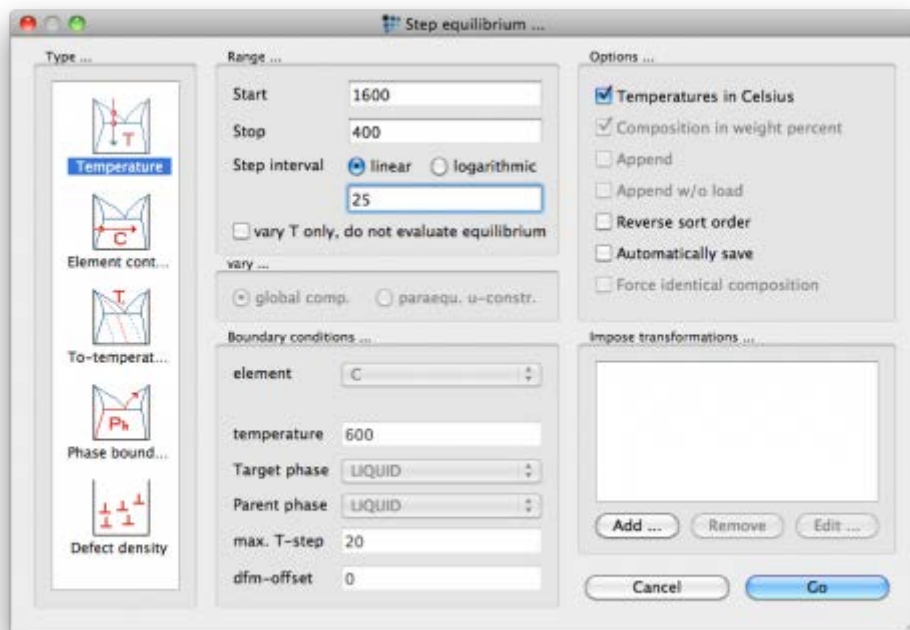 Step equilibrium ...
Type ...
T
Temperature
C
Element cont...
T.
To-temperat...
Ph
Phase bound...
Defect density
Range ...
Start 1600
Stop 400
Step interval linear logarithmic
25
vary T only, do not evaluate equilibrium
vary ...
global comp. paraequ. u-constr.
Boundary conditions ...
element C
temperature 600
Target phase LIQUID
Parent phase LIQUID
max. T-step 20
dfm-offset 0
Options ...
Temperatures in Celsius
Composition in weight percent
Append
Append w/o load
Reverse sort order
Automatically save
Force identical composition
Impose transformations ...
Add ... Remove Edit ...
Cancel Go